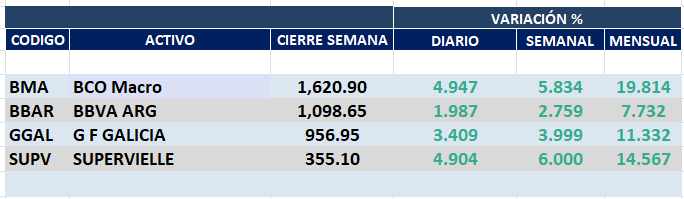 VARIACIÓN %
CODIGO ACTIVO CIERRE SEMANA DIARIO SEMANAL MENSUAL
BMA BCO Macro 1,620.90 4.947 5.834 19.814
BBAR BBVA ARG 1,098.65 1.987 2.759 7.732
GGAL G F GALICIA 956.95 3.409 3.999 11.332
SUPV SUPERVIELLE 355.10 4.904 6.000 14.567